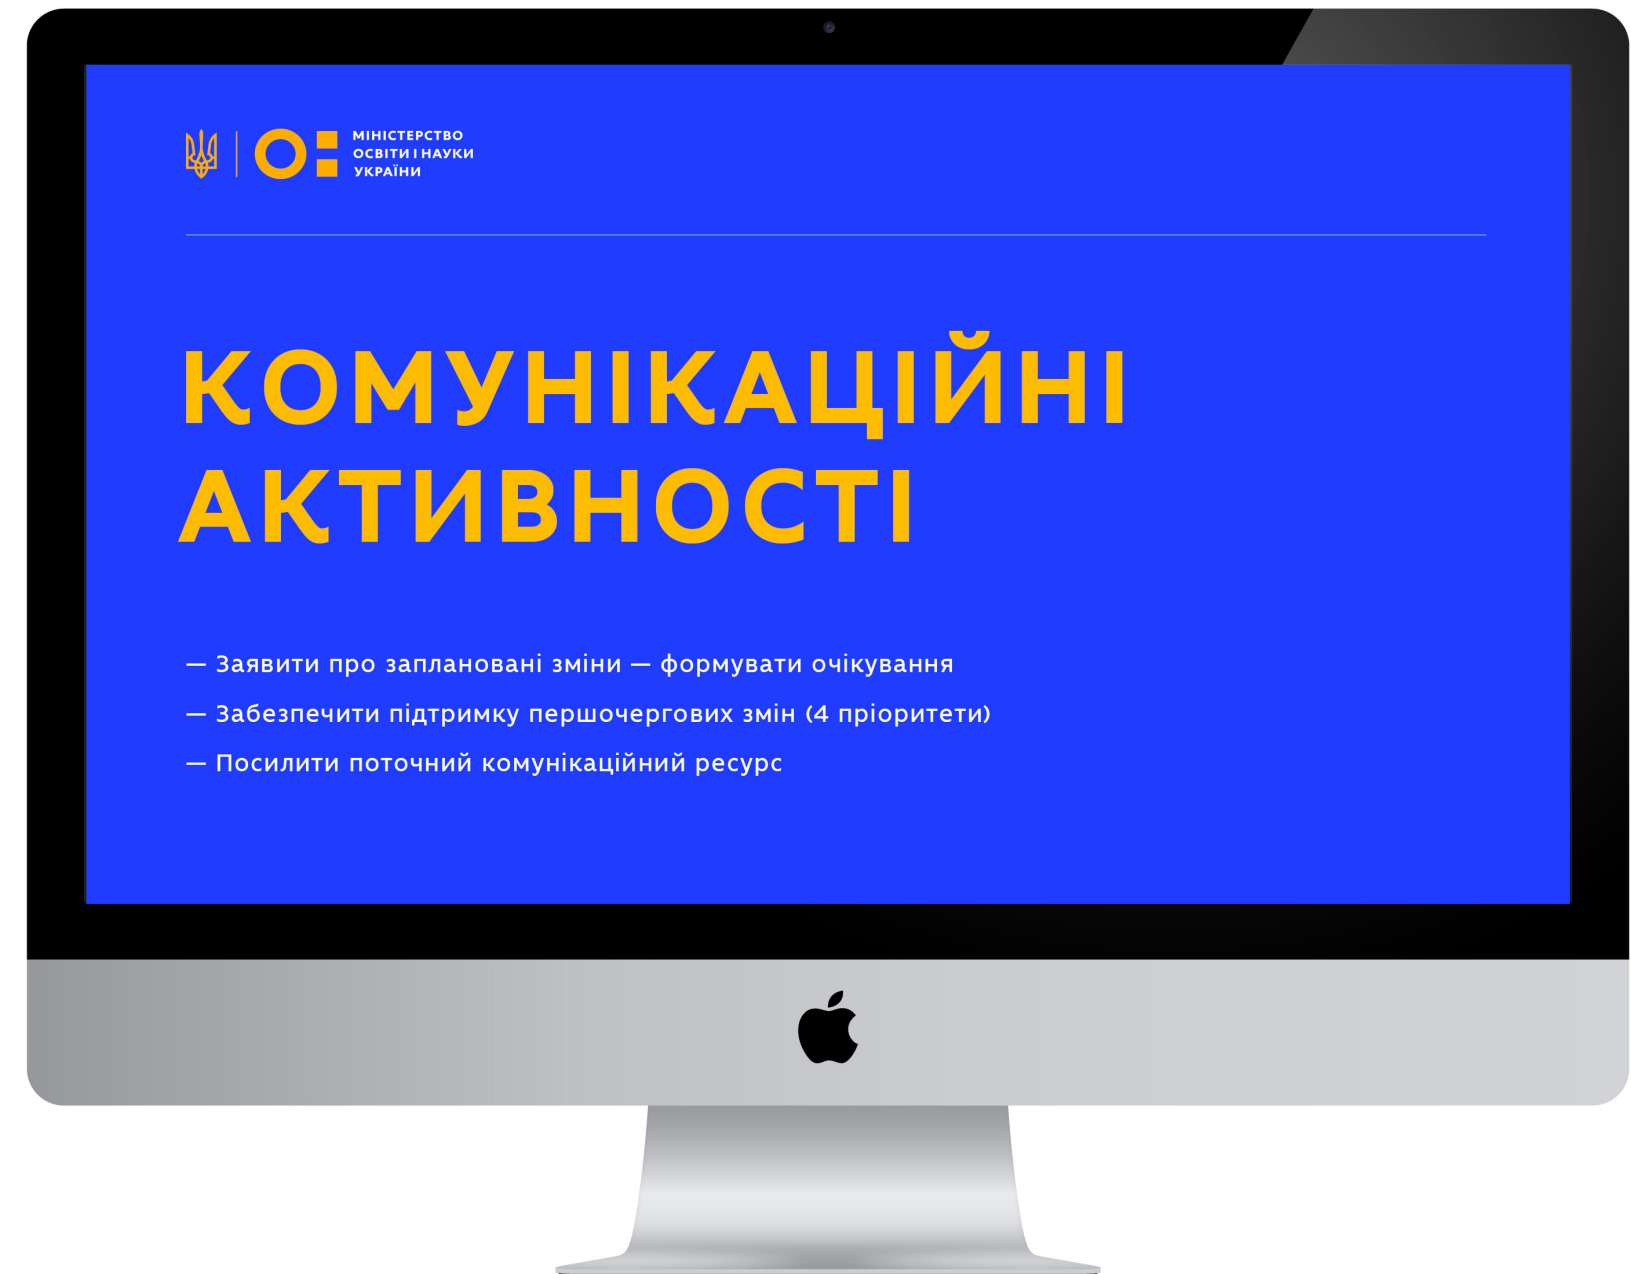 МІНІСТЕРСТВО
ОСВІТИ І НАУКИ
УКРАЇНИ
КОМУНІКАЦІЙНІ
АКТИВНОСТІ
— Заявити про заплановані зміни — формувати очікування
— Забезпечити підтримку першочергових змін (4 пріоритети)
— Посилити поточний комунікаційний ресурс